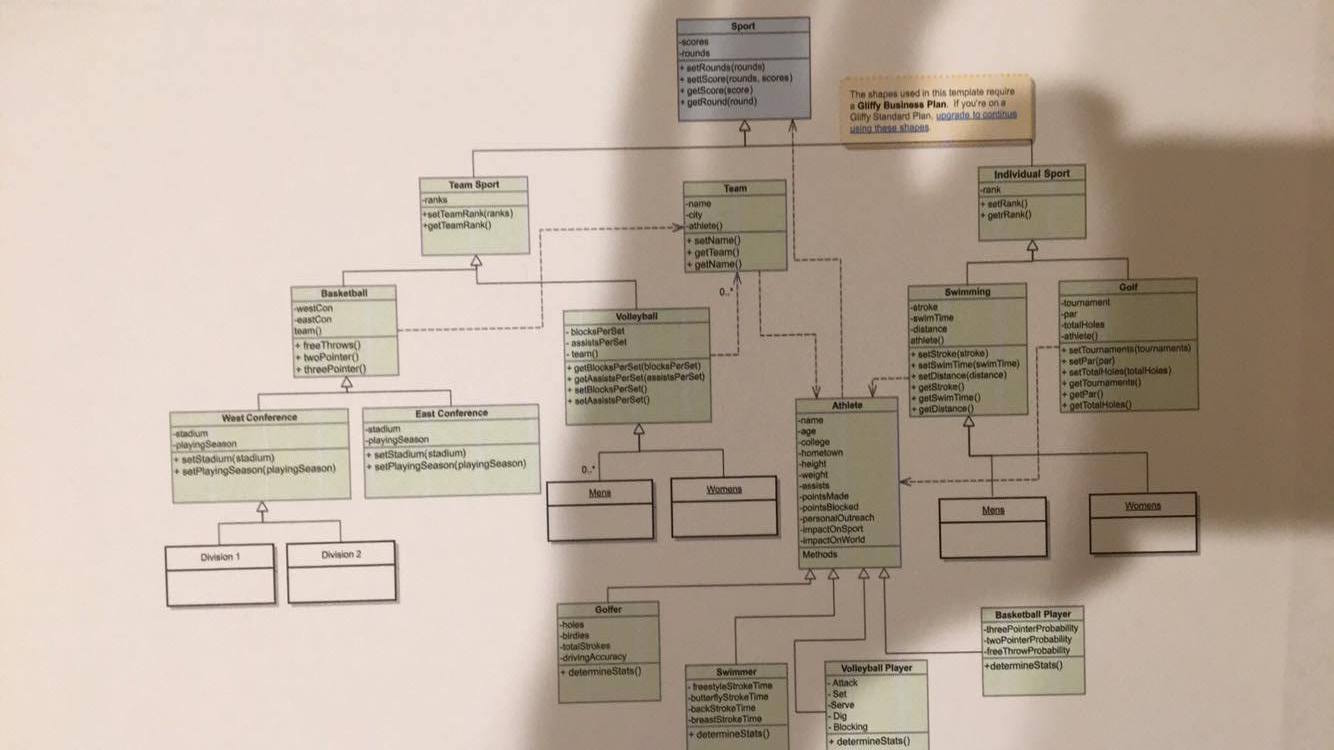 Sport
-scores
-rounds
+ setRounds(rounds)
+ settScore(rounds, scores)
+ getScore(score)
+ getRound(round)
The shapes used in this template require
a Gliffy Business Plan. If you're on a
Gliffy Standard Plan, upgrade to continue
using these shapes.
Team Sport
-ranks
+setTeamRank(ranks)
+getTeamRank()
Team
-name
-city
-athlete()
+ setName()
+ getTeam()
+ getName()
0..*
Individual Sport
-rank
+ setRank()
+ getrRank()
Basketball
-westCon
-eastCon
team()
+ freeThrows()
+ twoPointer()
+ threePointer()
Volleyball
- blocksPerSet
- assistsPerSet
- team()
+ getBlocksPerSet(blocksPerSet)
+ getAssistsPerSet(assistsPerSet)
+ setBlocksPerSet()
+ setAssistsPerSet()
Swimming
-stroke
-swimTime
-distance
athlete()
+ setStroke(stroke)
+ setSwimTime(swimTime)
+ setDistance(distance)
+ getStroke()
+ getSwimTime()
+ getDistance()
Golf
-tournament
-par
-totalHoles
-athlete()
+ setTournaments(tournaments)
+ setPar(par)
+ setTotalHoles(totalHoles)
+ getTournaments()
+ getPar()
+ getTotalHoles()
West Conference
-stadium
-playingSeason
+ setStadium(stadium)
+ setPlayingSeason(playingSeason)
East Conference
-stadium
-playingSeason
+ setStadium(stadium)
+ setPlayingSeason(playingSeason)
0..*
Mens
Womens
Athlete
-name
-age
-college
-hometown
-height
-weight
-assists
-pointsMade
-pointsBlocked
-personalOutreach
-impactOnSport
-impactOnWorld
Methods
Mens
Womens
Division 1
Division 2
Golfer
-holes
-birdies
-totalStrokes
-drivingAccuracy
+ determineStats()
Swimmer
- freestyleStrokeTime
-butterflyStrokeTime
-backStrokeTime
-breastStrokeTime
+ determineStats()
Volleyball Player
- Attack
- Set
-Serve
- Dig
- Blocking
+ determineStats()
Basketball Player
-threePointerProbability
-twoPointerProbability
-freeThrowProbability
+determineStats()